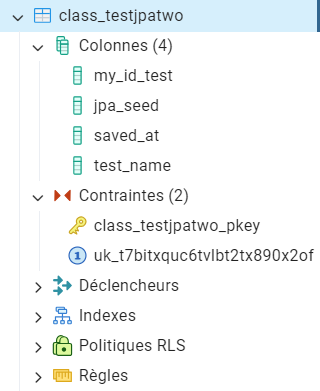 class_testjpatwo
Colonnes (4)
my_id_test
jpa_seed
saved_at
test_name
Contraintes (2)
class_testjpatwo_pkey
uk_t7bitxquc6tvlbt2tx890x2of
Déclencheurs
Indexes
Politiques RLS
Règles